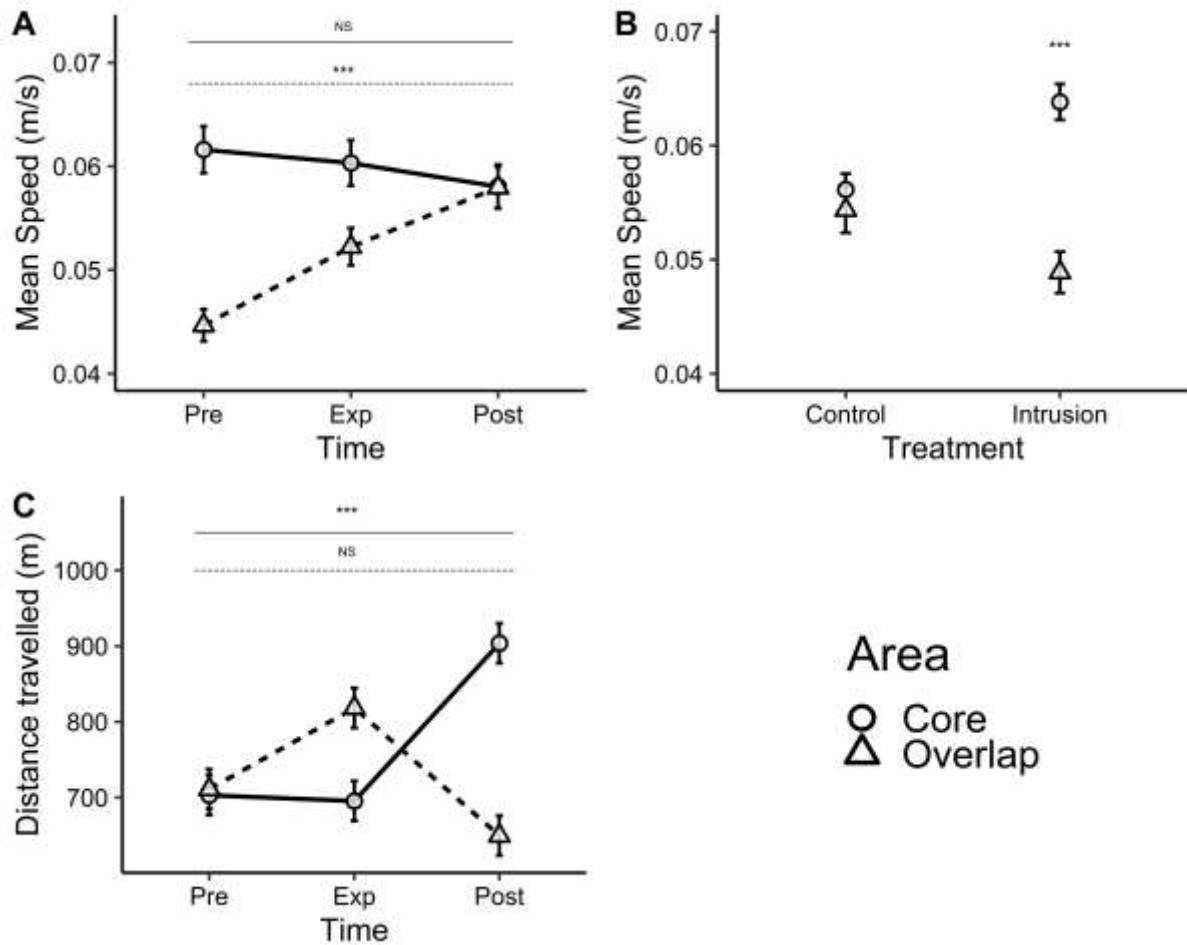 A
NS
***
0.07
0.06
0.05
0.04
Mean Speed (m/s)
Pre Exp Post
Time
B
***
0.07
0.06
0.05
0.04
Mean Speed (m/s)
Control Intrusion
Treatment
C
***
NS
1000
900
800
700
Distance travelled (m)
Pre Exp Post
Time
Area
Core
Overlap